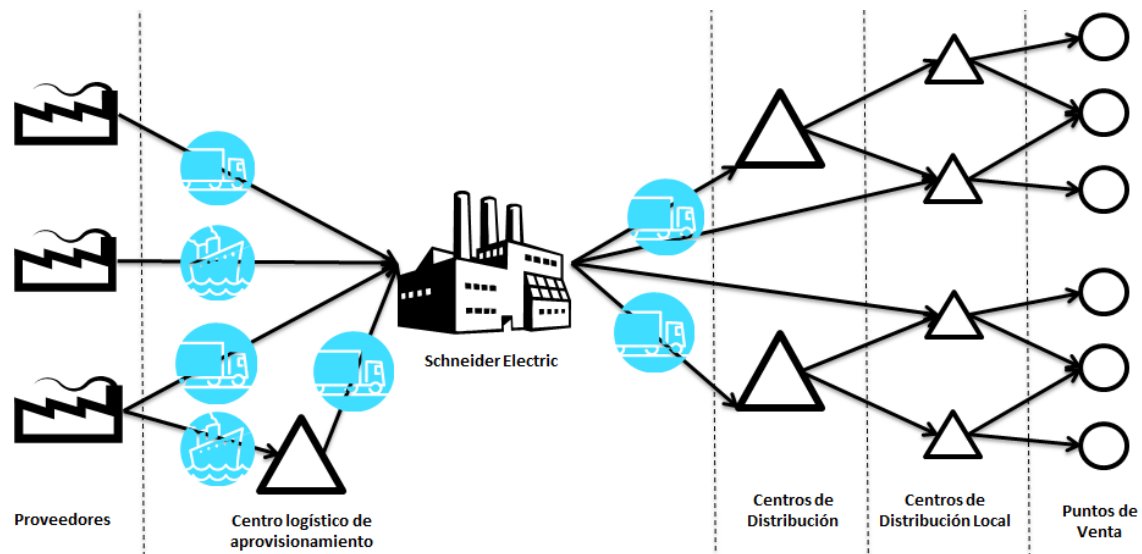 Schneider Electric
Proveedores
Centro logístico de
aprovisionamiento
Centros de
Distribución
Centros de
Distribución Local
Puntos de
Venta